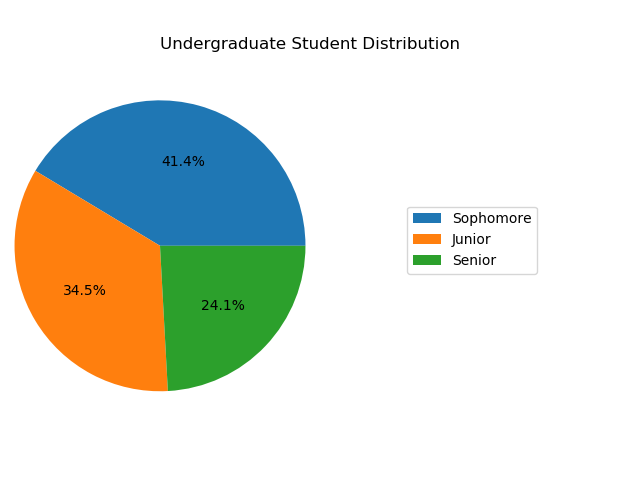 Undergraduate Student Distribution
41.4%
34.5%
24.1%
Sophomore
Junior
Senior